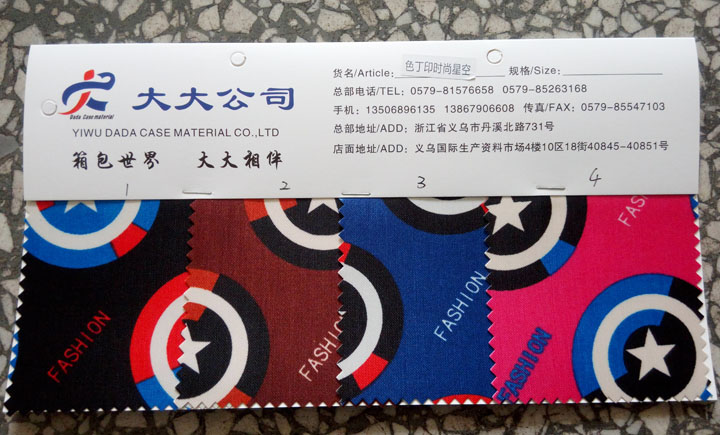 Dada Case material
大大公司
YIWU DADA CASE MATERIAL CO.,LTD
箱包世界 大大相伴
货名/Article: 色丁印时尚星空 规格/Size:
总部电话/TEL: 0579-81576658 0579-85263168
手机: 13506896135 13867906608 传真/FAX: 0579-85547103
总部地址/ADD: 浙江省义乌市丹溪北路731号
店面地址/ADD: 义乌国际生产资料市场4楼10区18街40845-40851号
1 2 3 4
FASHION
FASHION
FASHION
FASHION
FAS